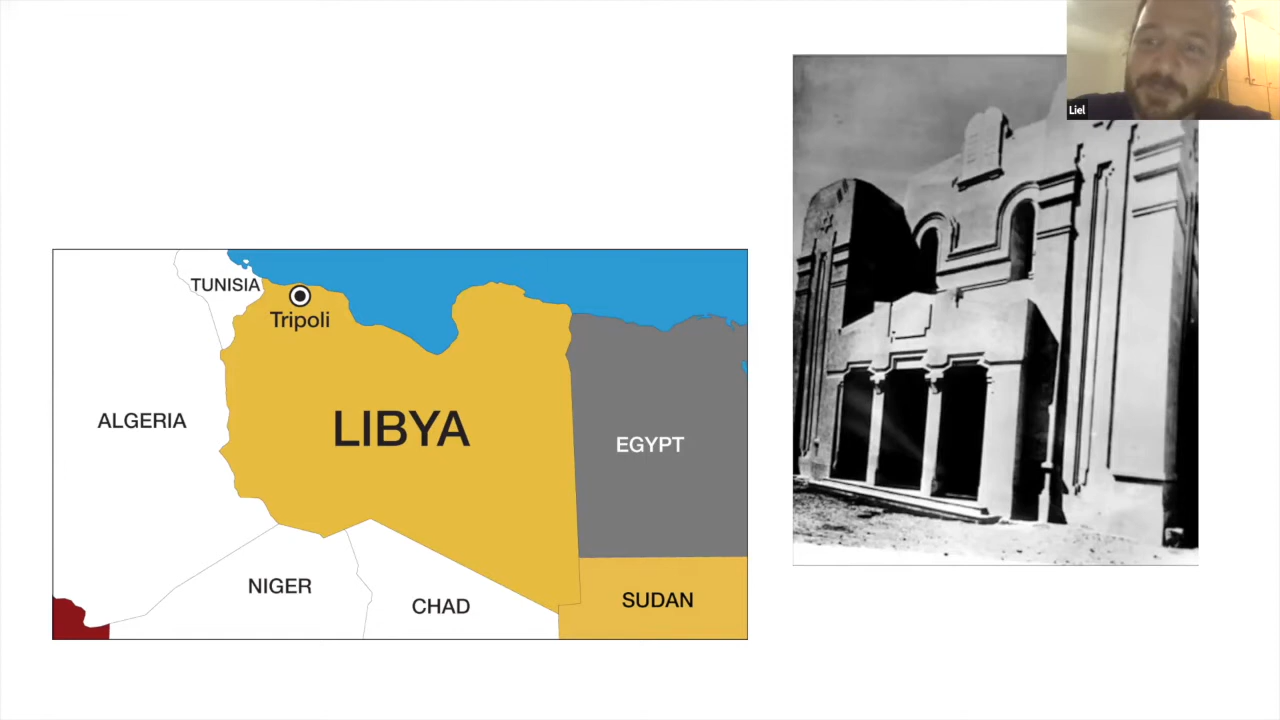 Liel
TUNISIA
Tripoli
ALGERIA
LIBYA
EGYPT
NIGER
CHAD
SUDAN